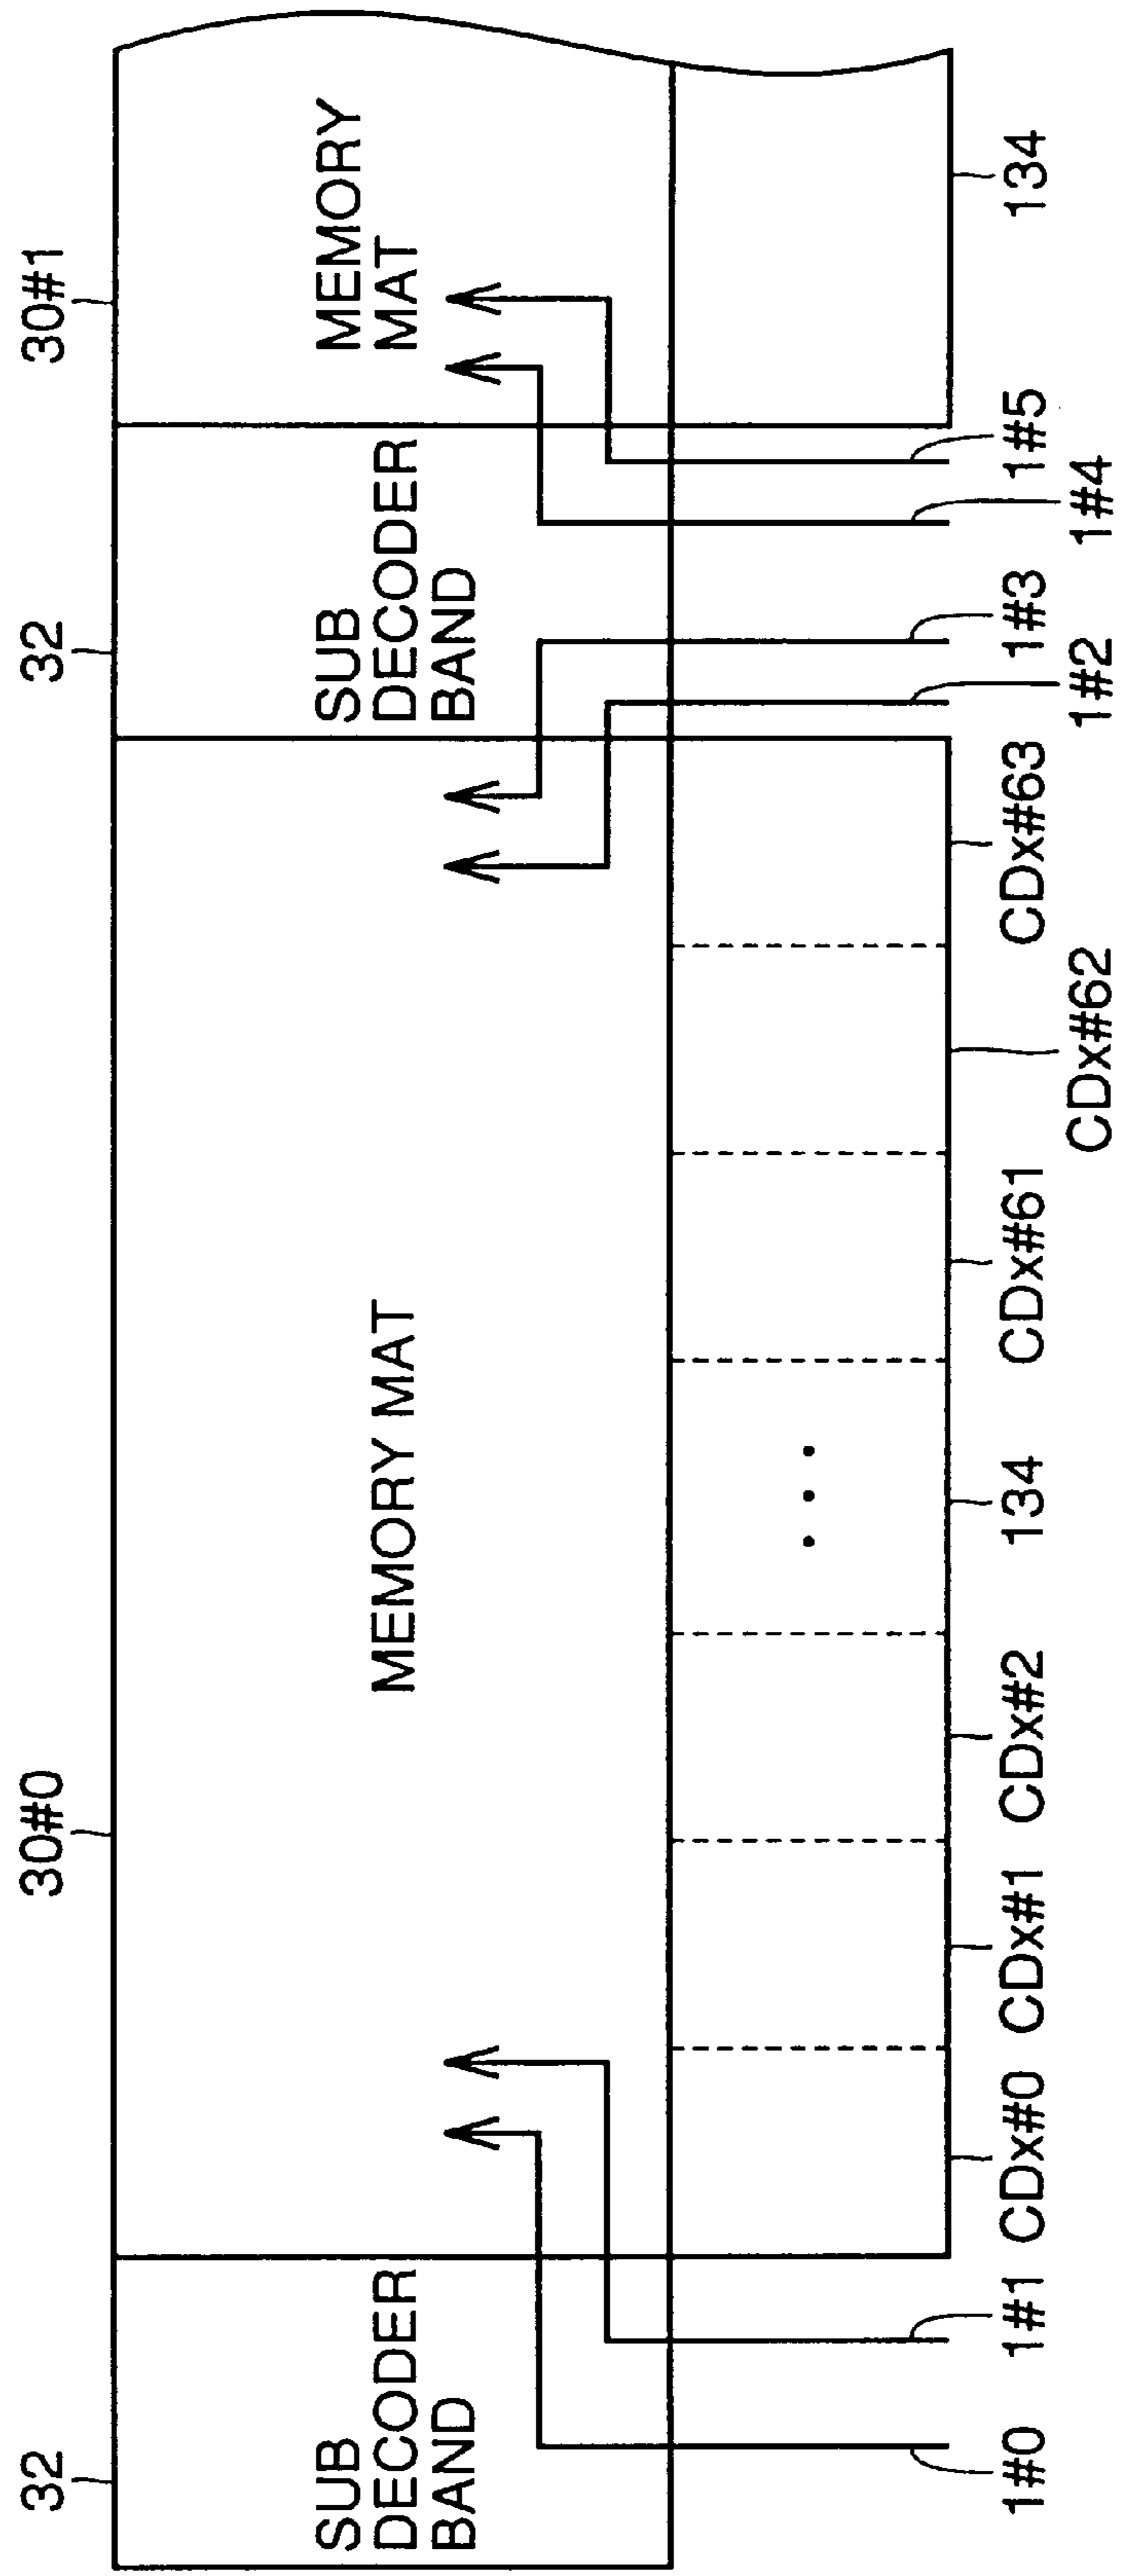 32
30#0
32
30#1
SUB
DECODER
BAND
MEMORY MAT
SUB
DECODER
BAND
MEMORY
MAT
1#0
1#1
CDx#0
CDx#1
CDx#2
134
CDx#61
CDx#62
CDx#63
1#2
1#3
1#4
1#5
134